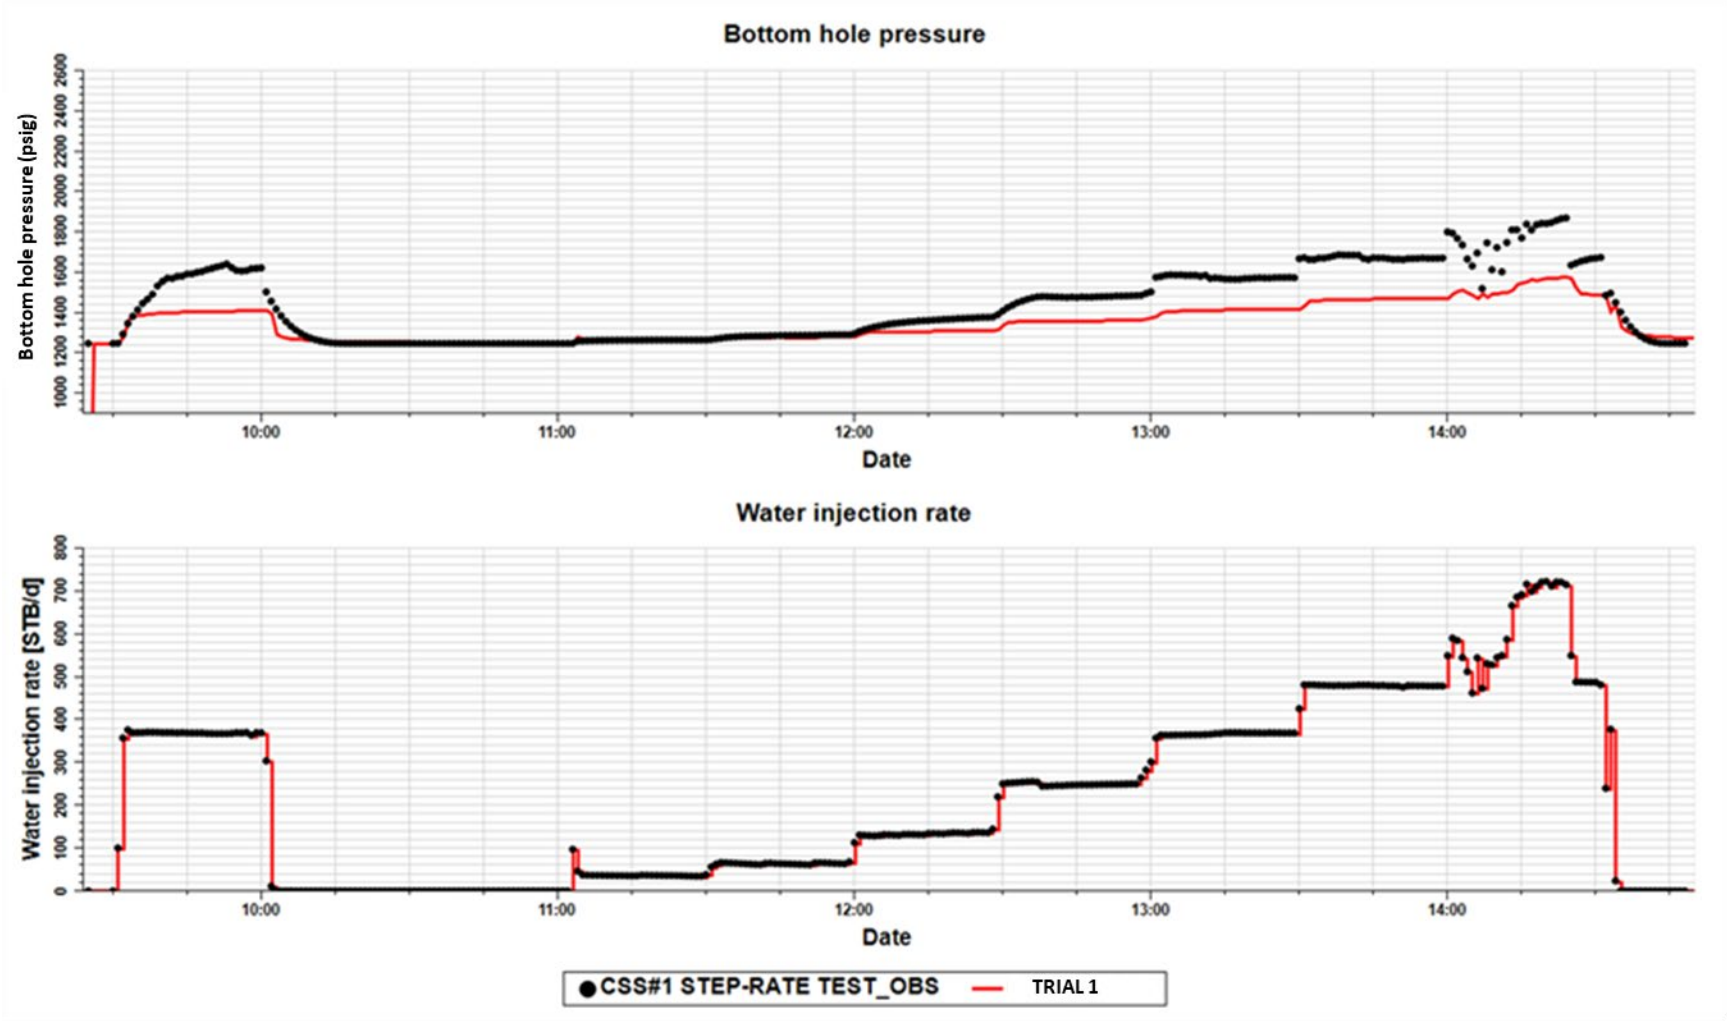 Bottom hole pressure
Bottom hole pressure (psig)
2600
2400
2200
2000
1800
1600
1400
1200
1000
10:00 11:00 12:00 13:00 14:00
Date
Water injection rate
Water injection rate [STB/d]
800
700
600
500
400
300
200
100
0
10:00 11:00 12:00 13:00 14:00
Date
CSS#1 STEP-RATE TEST_OBS TRIAL 1